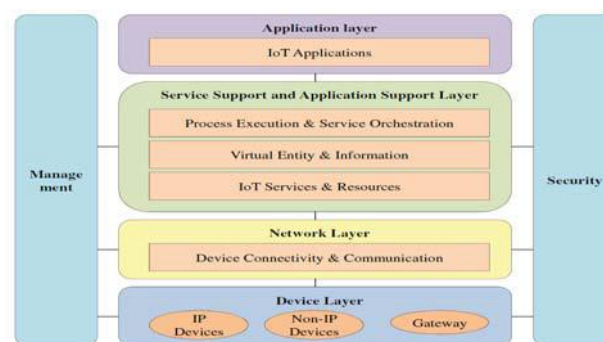 Application layer
IoT Applications
Service Support and Application Support Layer
Process Execution & Service Orchestration
Virtual Entity & Information
IoT Services & Resources
Manage
ment
Security
Network Layer
Device Connectivity & Communication
Device Layer
IP
Devices
Non-IP
Devices
Gateway